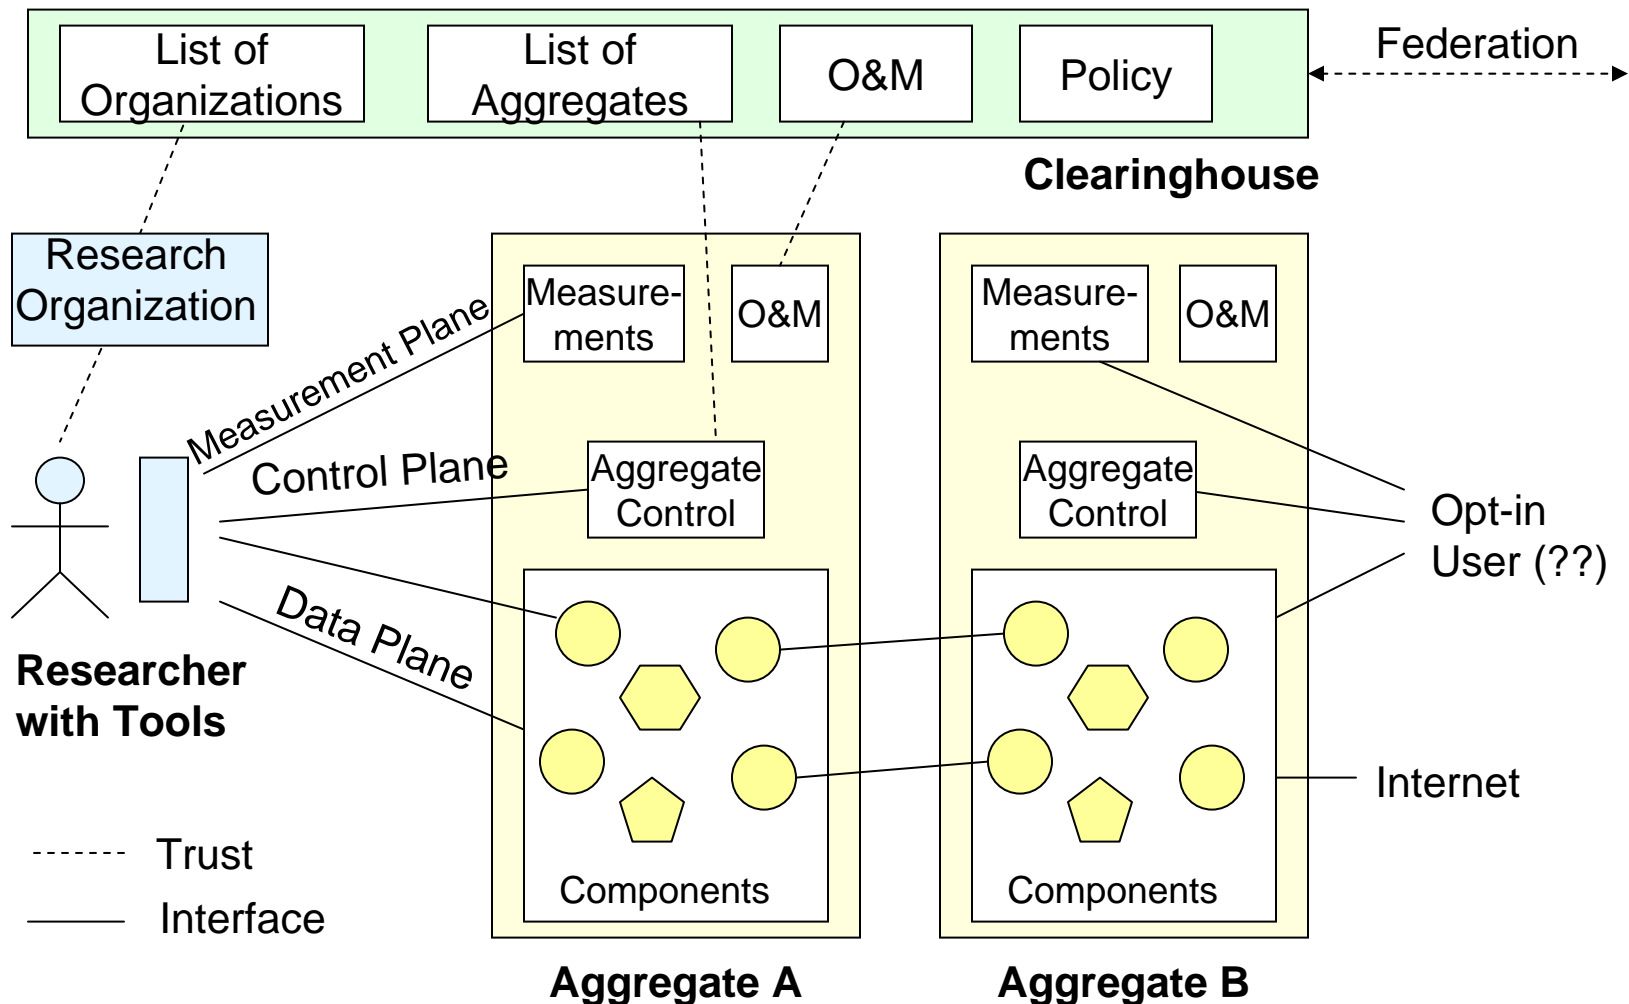 List of
Organizations
List of
Aggregates
O&M
Policy
Federation
Clearinghouse
Research
Organization
Measure-
ments
O&M
Measure-
ments
O&M
Measurement Plane
Control Plane
Aggregate
Control
Aggregate
Control
Opt-in
User (??)
Data Plane
Researcher
with Tools
Internet
Trust
Interface
Components
Components
Aggregate A
Aggregate B